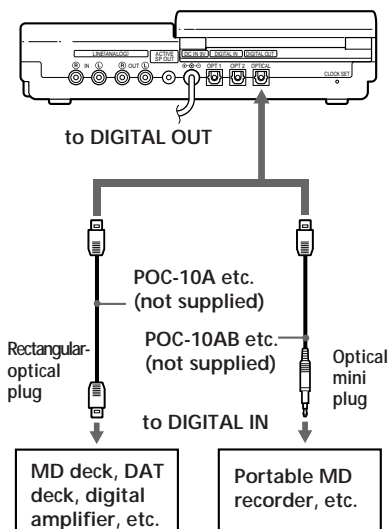 LINE(ANALOG) ACTIVE SP OUT DC IN 9V DIGITAL IN DIGITAL OUT
R IN L R OUT L OPT 1 OPT 2 OPTICAL
CLOCK SET
to DIGITAL OUT
POC-10A etc.
(not supplied)
POC-10AB etc.
(not supplied)
Rectangular-
optical
plug
Optical
mini
plug
to DIGITAL IN
MD deck, DAT
deck, digital
amplifier, etc.
Portable MD
recorder, etc.